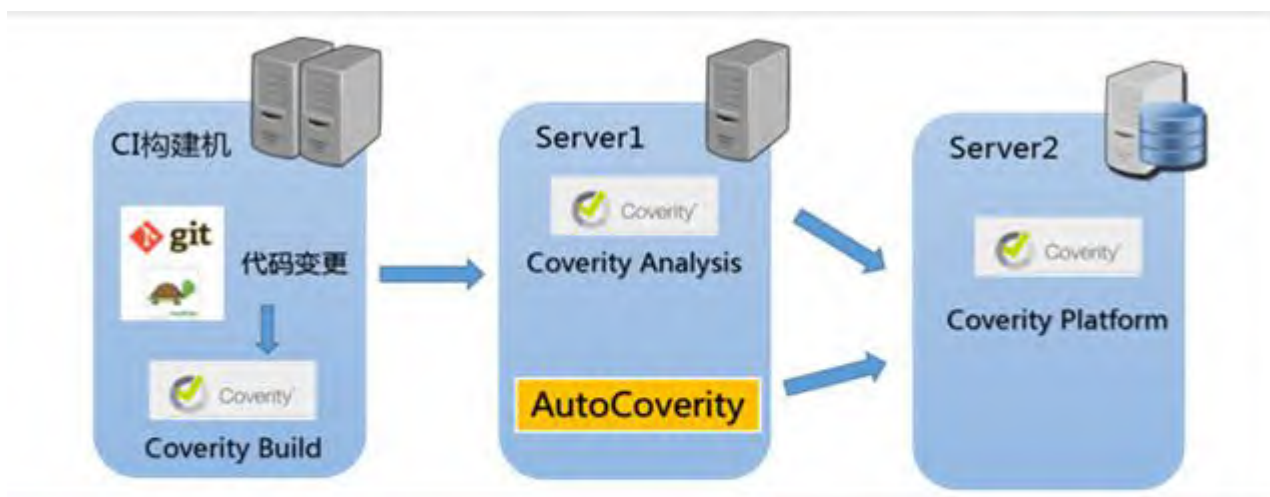 CI构建机
git
代码变更
Coverity
Coverity Build
Server1
Coverity
Coverity Analysis
AutoCoverity
Server2
Coverity
Coverity Platform